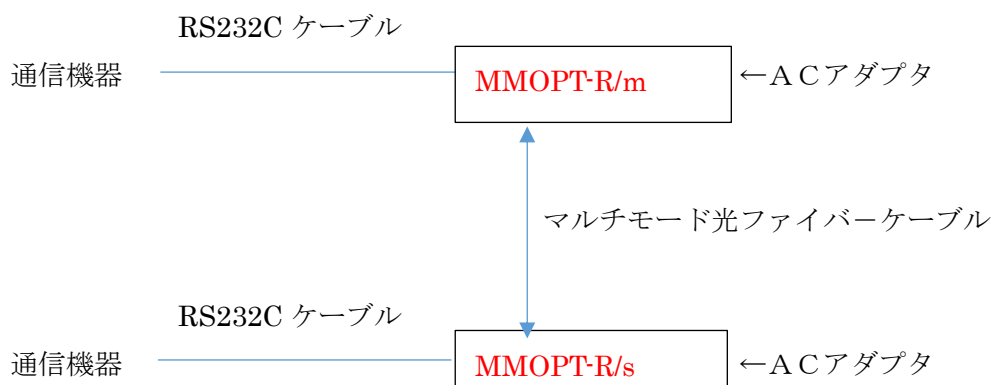 RS232C ケーブル
通信機器 MMOPT-R/m ←ＡＣアダプタ
マルチモード光ファイバーケーブル
RS232C ケーブル
通信機器 MMOPT-R/s ←ＡＣアダプタ